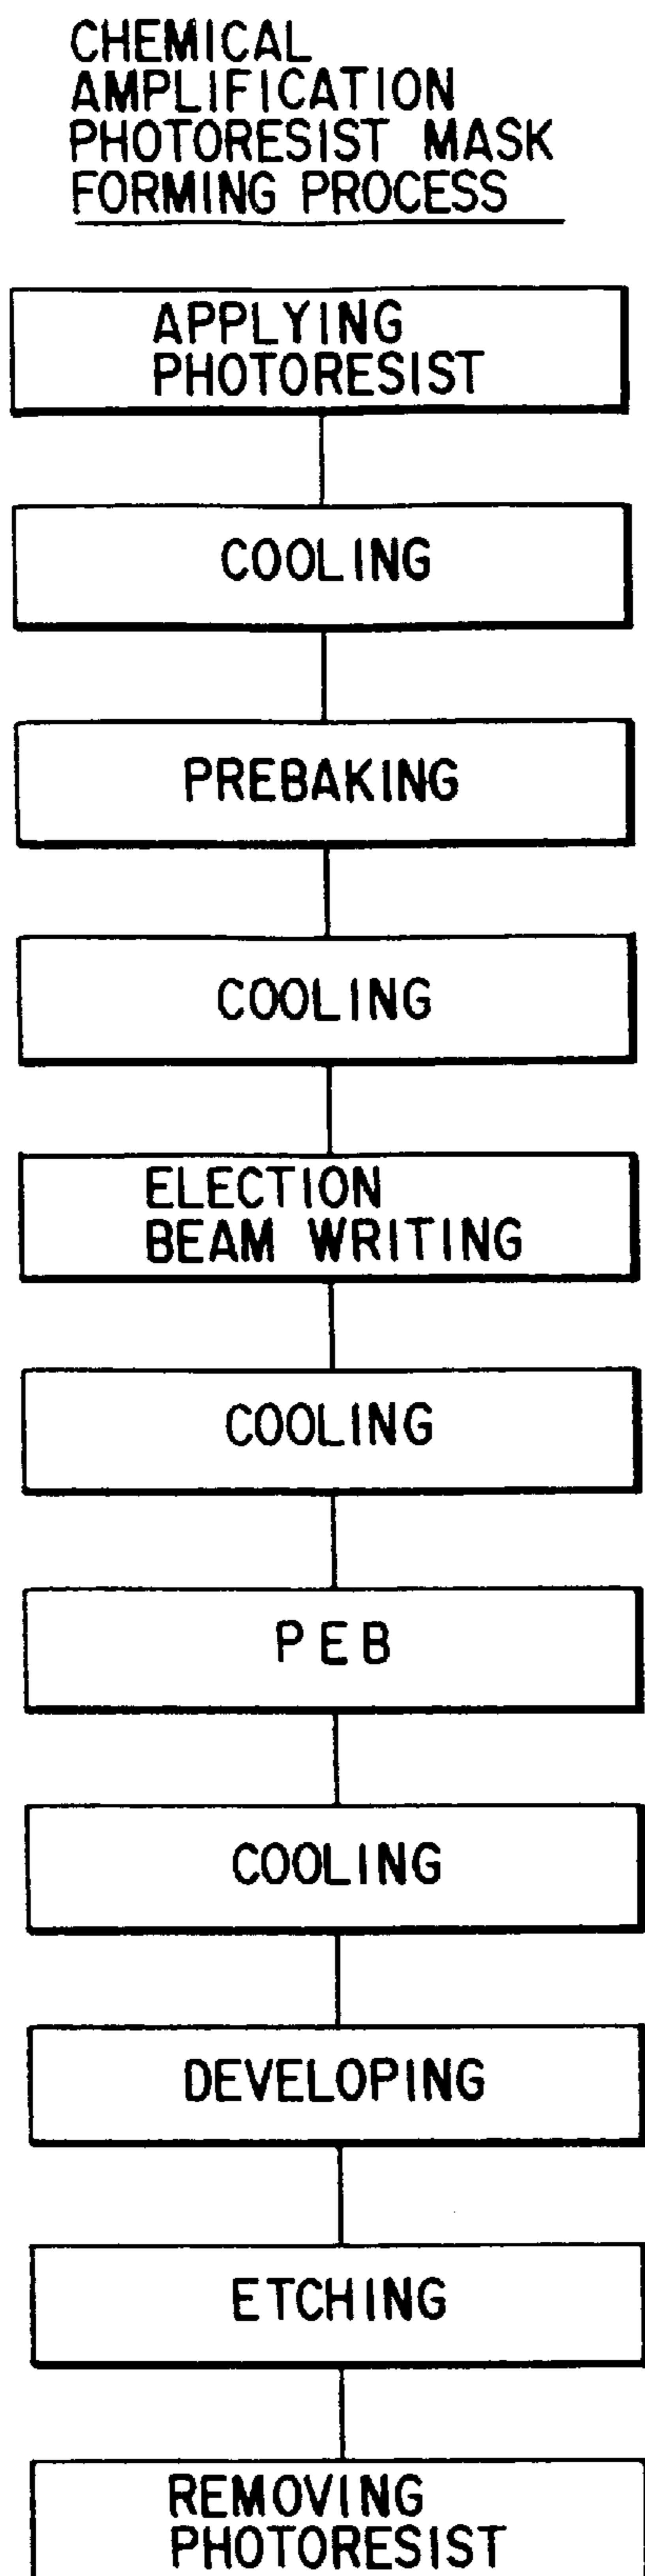 CHEMICAL
AMPLIFICATION
PHOTORESIST MASK
FORMING PROCESS
APPLYING
PHOTORESIST
COOLING
PREBAKING
COOLING
ELECTION
BEAM WRITING
COOLING
PEB
COOLING
DEVELOPING
ETCHING
REMOVING
PHOTORESIST